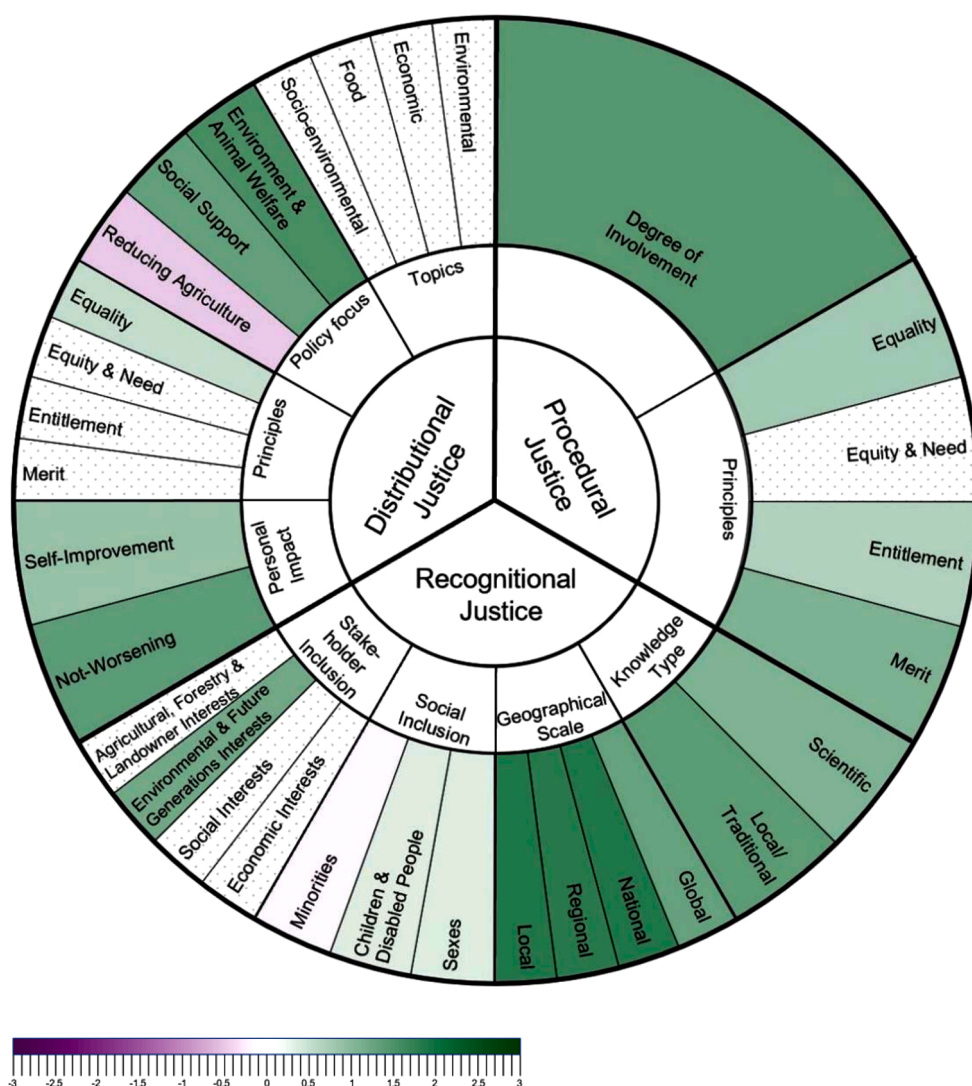 Environmental
Economic
Food
Socio-environmental
Environment &
Animal Welfare
Social Support
Reducing Agriculture
Equality
Equity & Need
Entitlement
Merit
Self-Improvement
Not-Worsening
Topics
Policy focus
Principles
Personal
Impact
Distributional
Justice
Degree of
Involvement
Equality
Equity & Need
Entitlement
Merit
Principles
Procedural
Justice
Recognitional
Justice
Knowledge
Type
Geographical
Scale
Social
Inclusion
Stake-
holder
Inclusion
Scientific
Local/
Traditional
Global
National
Regional
Local
Sexes
Children &
Disabled People
Minorities
Economic Interests
Social Interests
Environmental & Future
Generations Interests
Agricultural, Forestry &
Landowner Interests
-3 -2.5 -2 -1.5 -1 -0.5 0 0.5 1 1.5 2 2.5 3